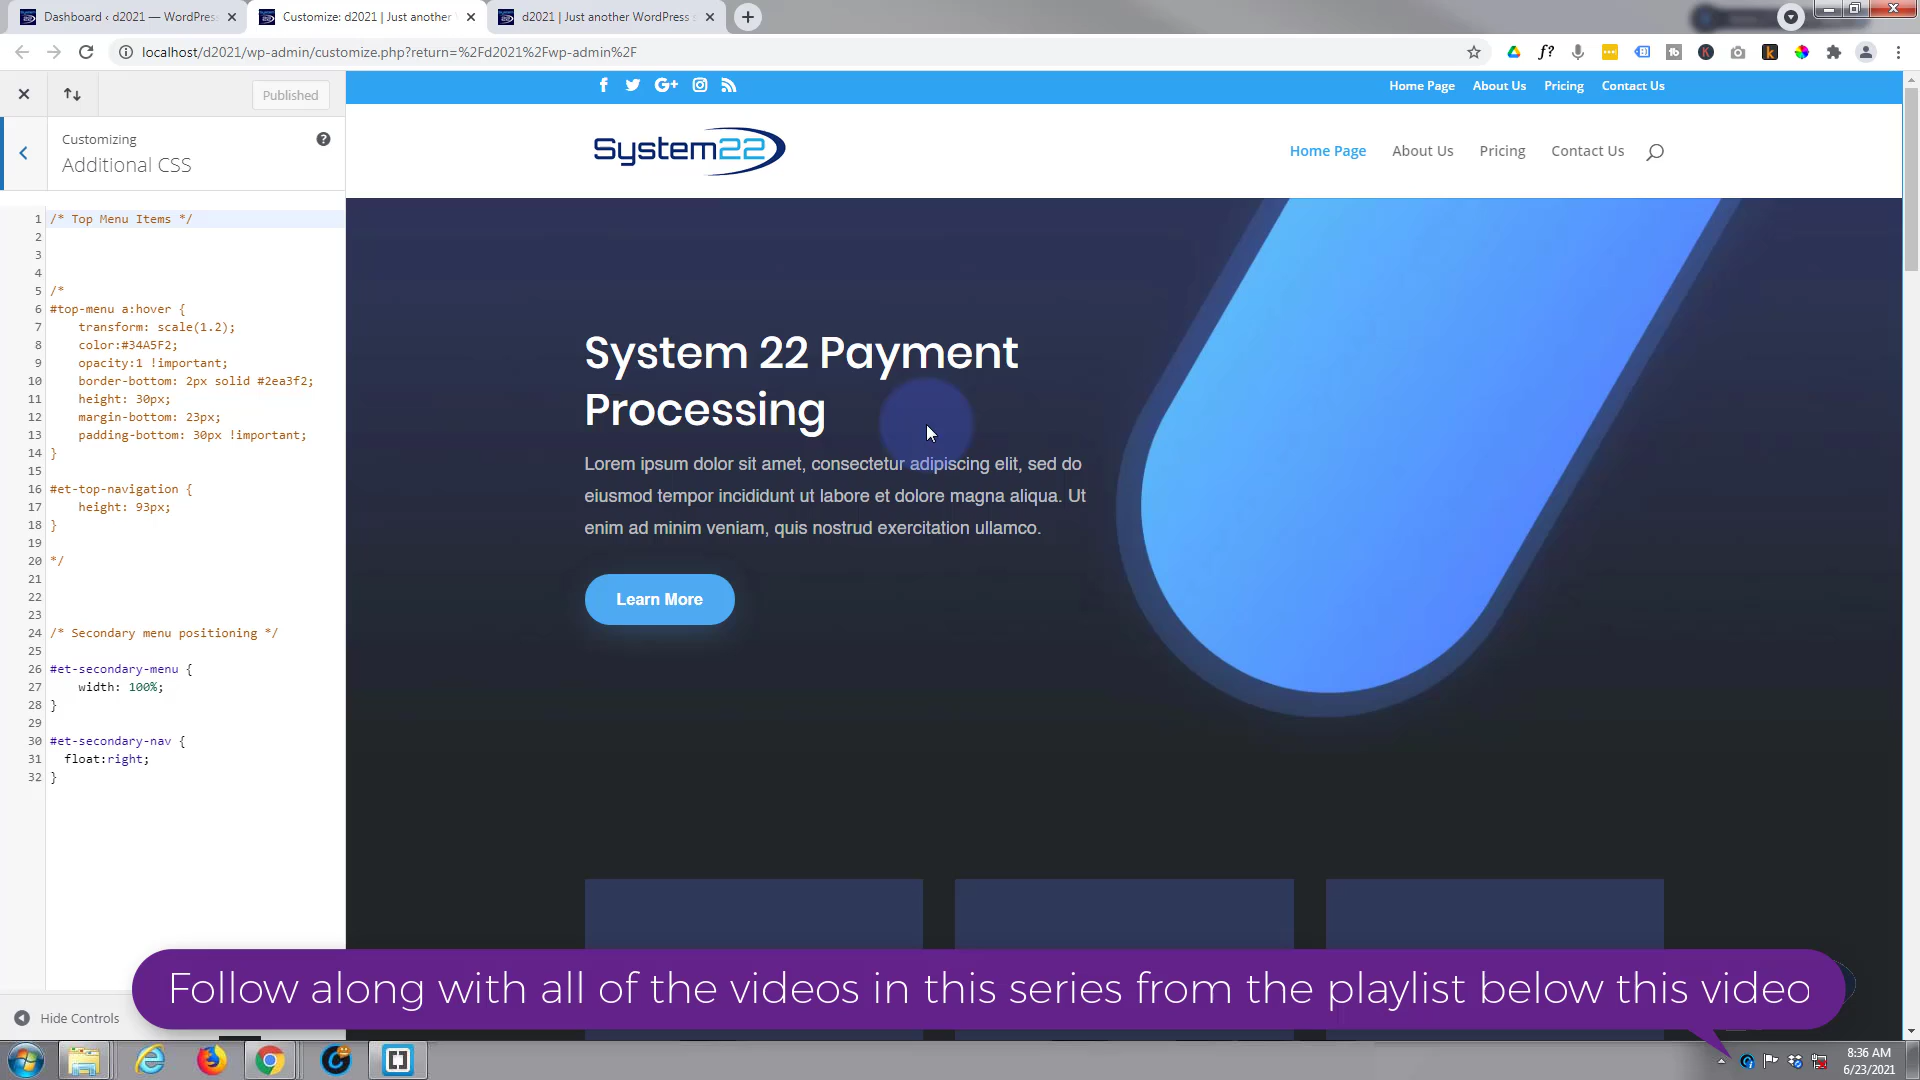 Dashboard ‹ d2021 — WordPress
Customize: d2021 | Just another
d2021 | Just another WordPress s
localhost/d2021/wp-admin/customize.php?return=%2Fd2021%2Fwp-admin%2F
Published
Customizing
Additional CSS
1 /* Top Menu Items */
2
3
4
5 /*
6 #top-menu a:hover {
7 transform: scale(1.2);
8 color:#34A5F2;
9 opacity:1 !important;
10 border-bottom: 2px solid #2ea3f2;
11 height: 30px;
12 margin-bottom: 23px;
13 padding-bottom: 30px !important;
14 }
15
16 #et-top-navigation {
17 height: 93px;
18 }
19
20 */
21
22
23
24 /* Secondary menu positioning */
25
26 #et-secondary-menu {
27 width: 100%;
28 }
29
30 #et-secondary-nav {
31 float:right;
32 }
Hide Controls
Home Page About Us Pricing Contact Us
System22
Home Page About Us Pricing Contact Us
System 22 Payment
Processing
Lorem ipsum dolor sit amet, consectetur adipiscing elit, sed do
eiusmod tempor incididunt ut labore et dolore magna aliqua. Ut
enim ad minim veniam, quis nostrud exercitation ullamco.
Learn More
Follow along with all of the videos in this series from the playlist below this video
8:36 AM
6/23/2021